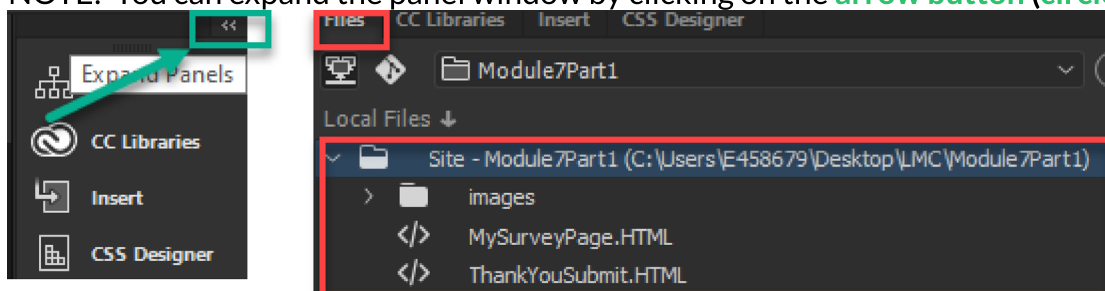 NOTE: You can expand the panel window by clicking on the arrow button (circl
<<
Expand Panels
CC Libraries
Insert
CSS Designer
Files CC Libraries Insert CSS Designer
Module7Part1
Local Files ↓
Site - Module7Part1 (C:\Users\E458679\Desktop\LMC\Module7Part1)
images
</> MySurveyPage.HTML
</> ThankYouSubmit.HTML